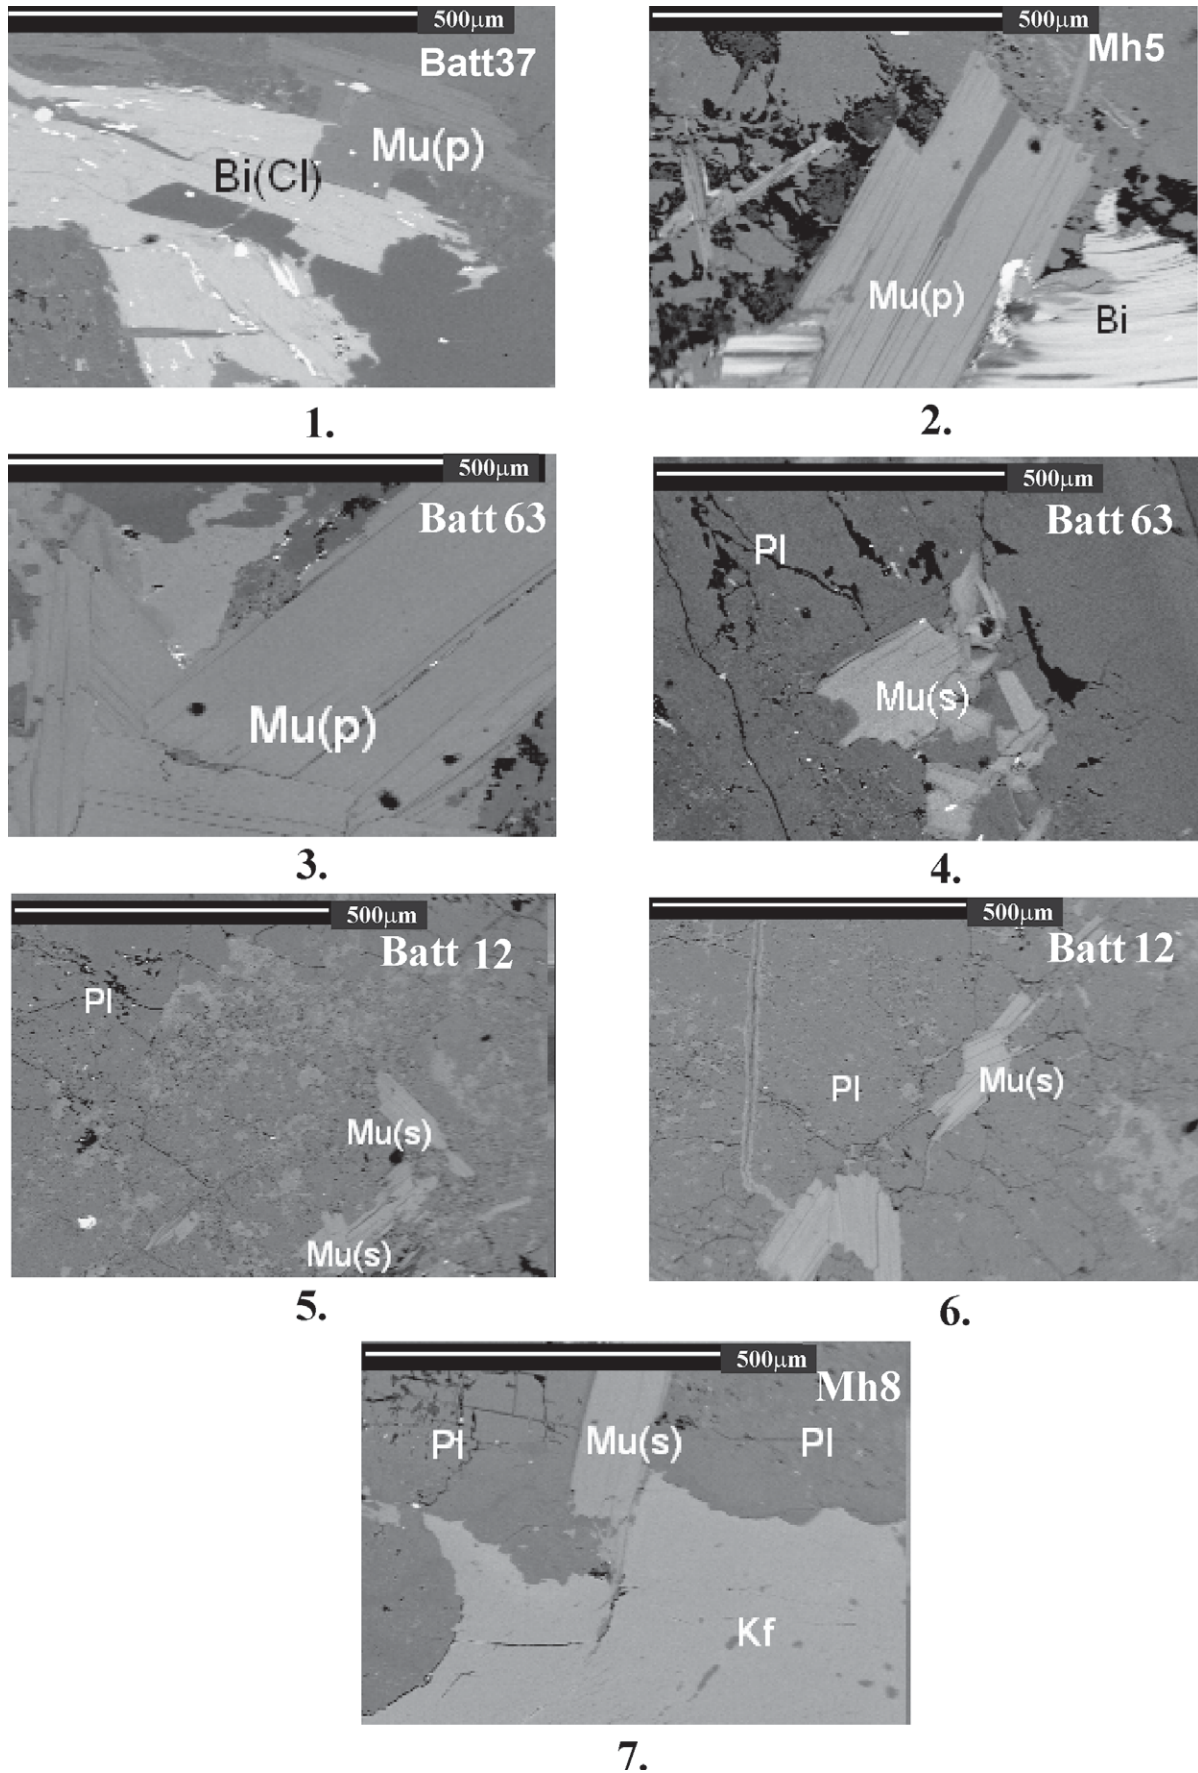 500μm
Batt37
Mu(p)
Bi(Cl)
1.
500μm
Mh5
Mu(p)
Bi
2.
500μm
Batt 63
Mu(p)
3.
500μm
Batt 63
Pl
Mu(s)
4.
500μm
Batt 12
Pl
Mu(s)
Mu(s)
5.
500μm
Batt 12
Pl
Mu(s)
6.
500μm
Mh8
Pl
Mu(s)
Pl
Kf
7.